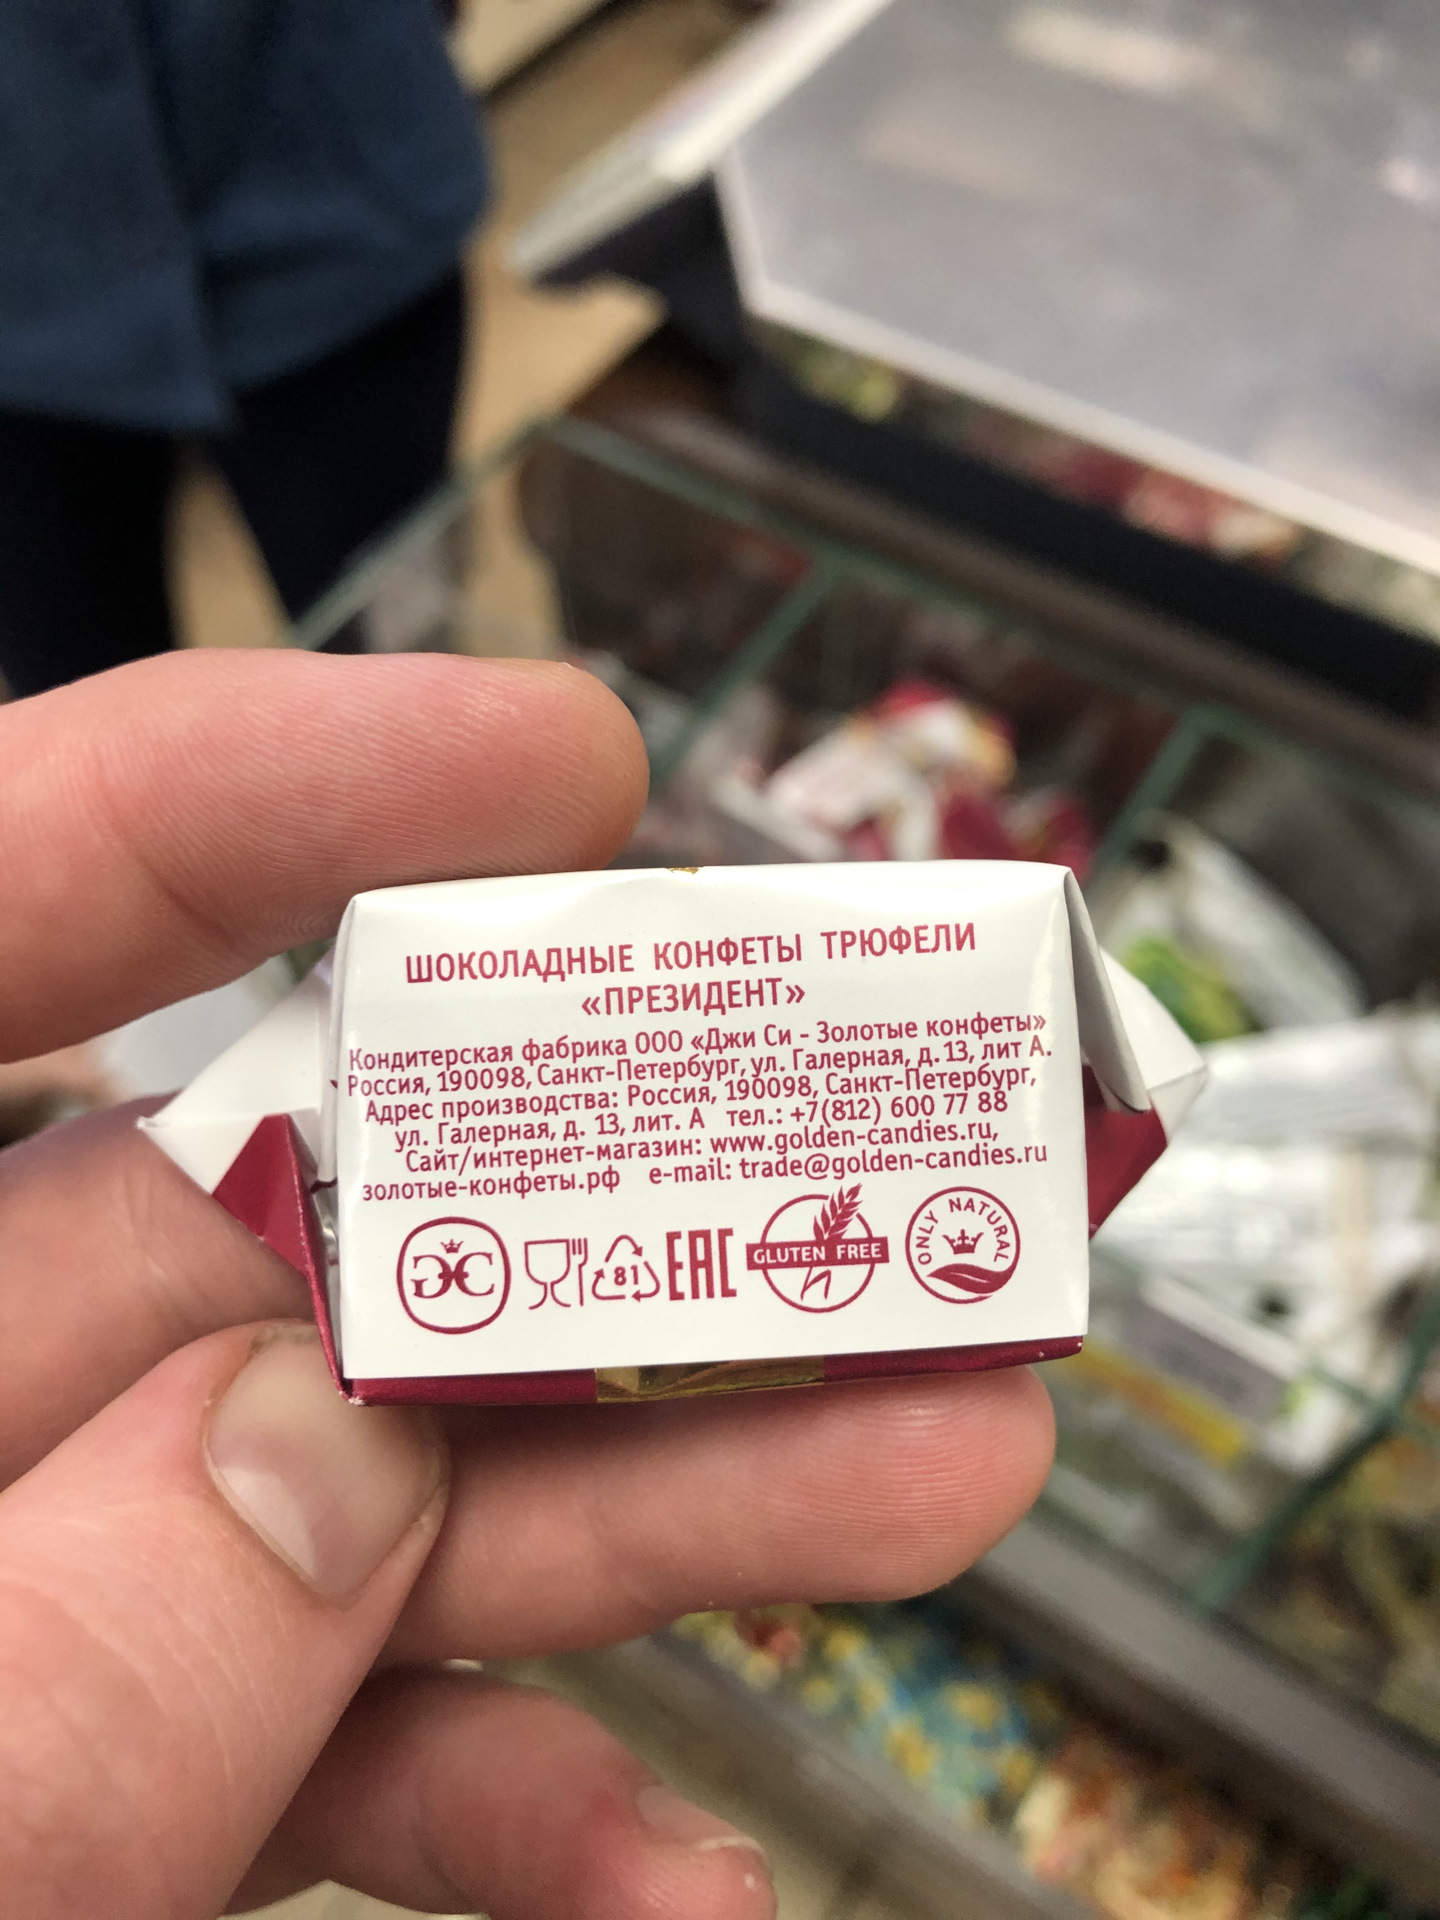 ШОКОЛАДНЫЕ КОНФЕТЫ ТРЮФЕЛИ
«ПРЕЗИДЕНТ»
Кондитерская фабрика ООО «Джи Си - Золотые конфеты»
Россия, 190098, Санкт-Петербург, ул. Галерная, д. 13, лит А.
Адрес производства: Россия, 190098, Санкт-Петербург,
ул. Галерная, д. 13, лит. А тел.: +7(812) 600 77 88
Сайт/интернет-магазин: www.golden-candies.ru,
золотые-конфеты.рф e-mail: trade@golden-candies.ru
GC 81 EAC GLUTEN FREE ONLY NATURAL